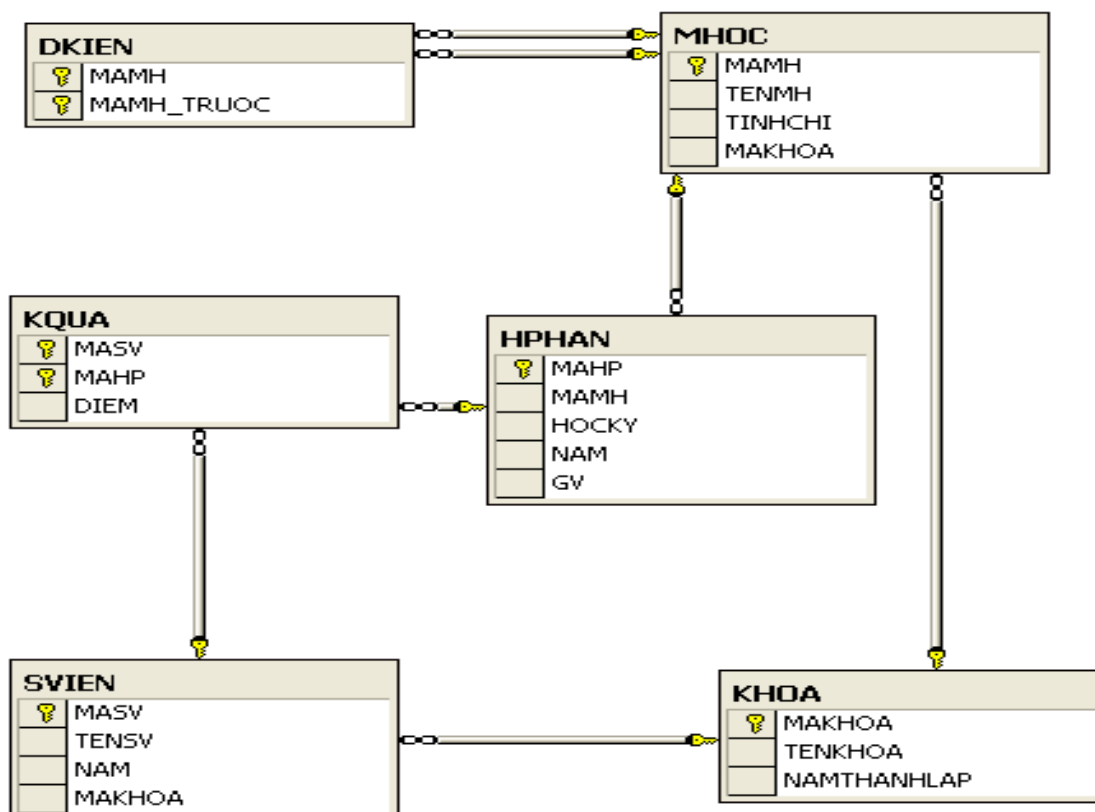 DKIEN
MAMH
MAMH_TRUOC
MHOC
MAMH
TENMH
TINHCHI
MAKHOA
KQUA
MASV
MAHP
DIEM
HPHAN
MAHP
MAMH
HOCKY
NAM
GV
SVIEN
MASV
TENSV
NAM
MAKHOA
KHOA
MAKHOA
TENKHOA
NAMTHANHLAP